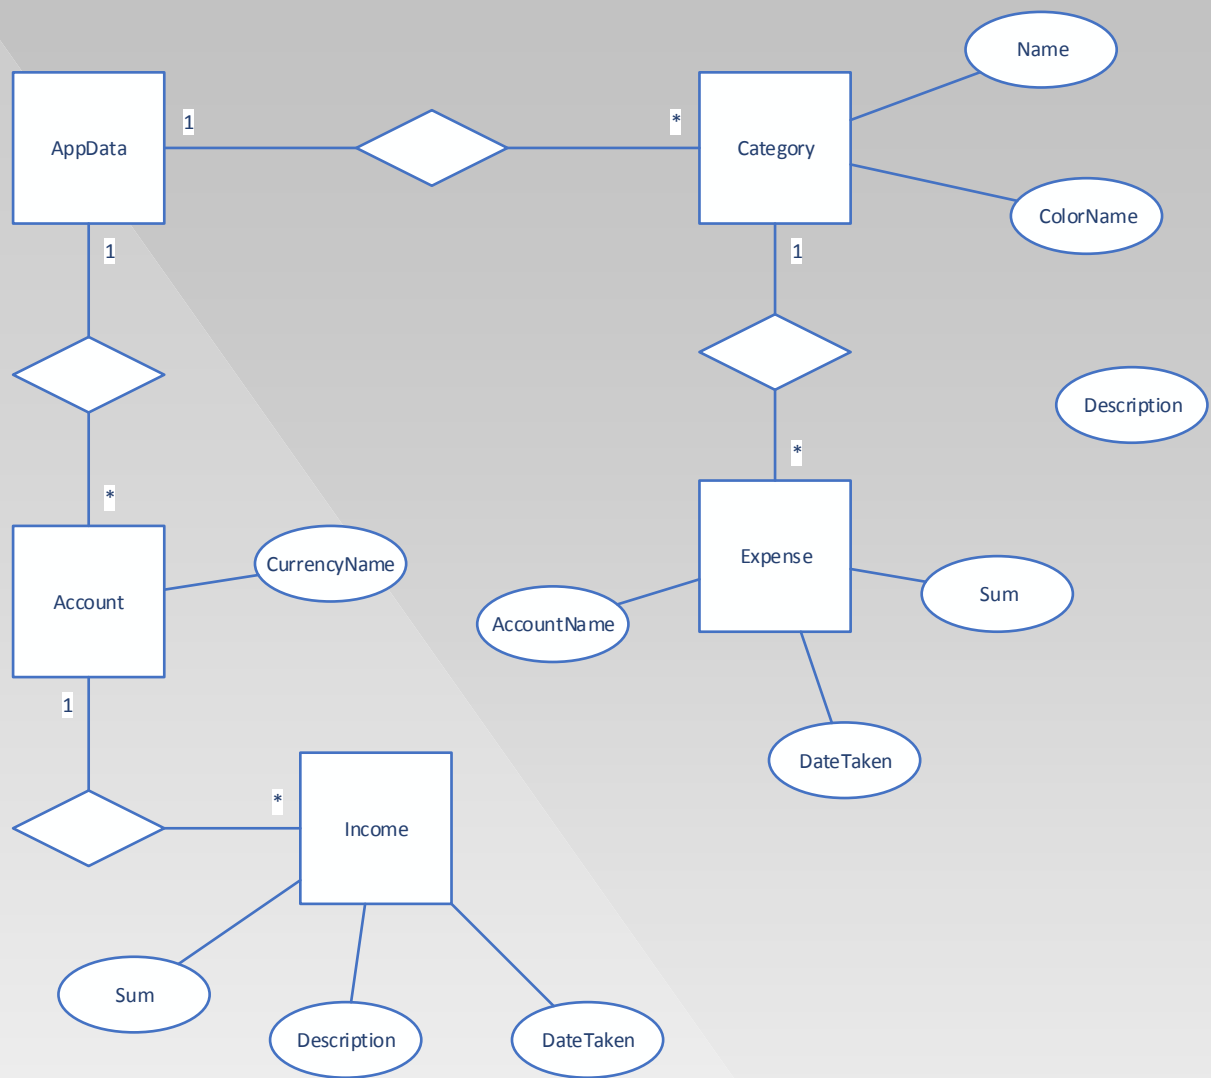 Name
AppData
1
*
Category
ColorName
1
1
Description
*
*
CurrencyName
Expense
Account
Sum
AccountName
1
DateTaken
*
Income
Sum
Description
DateTaken